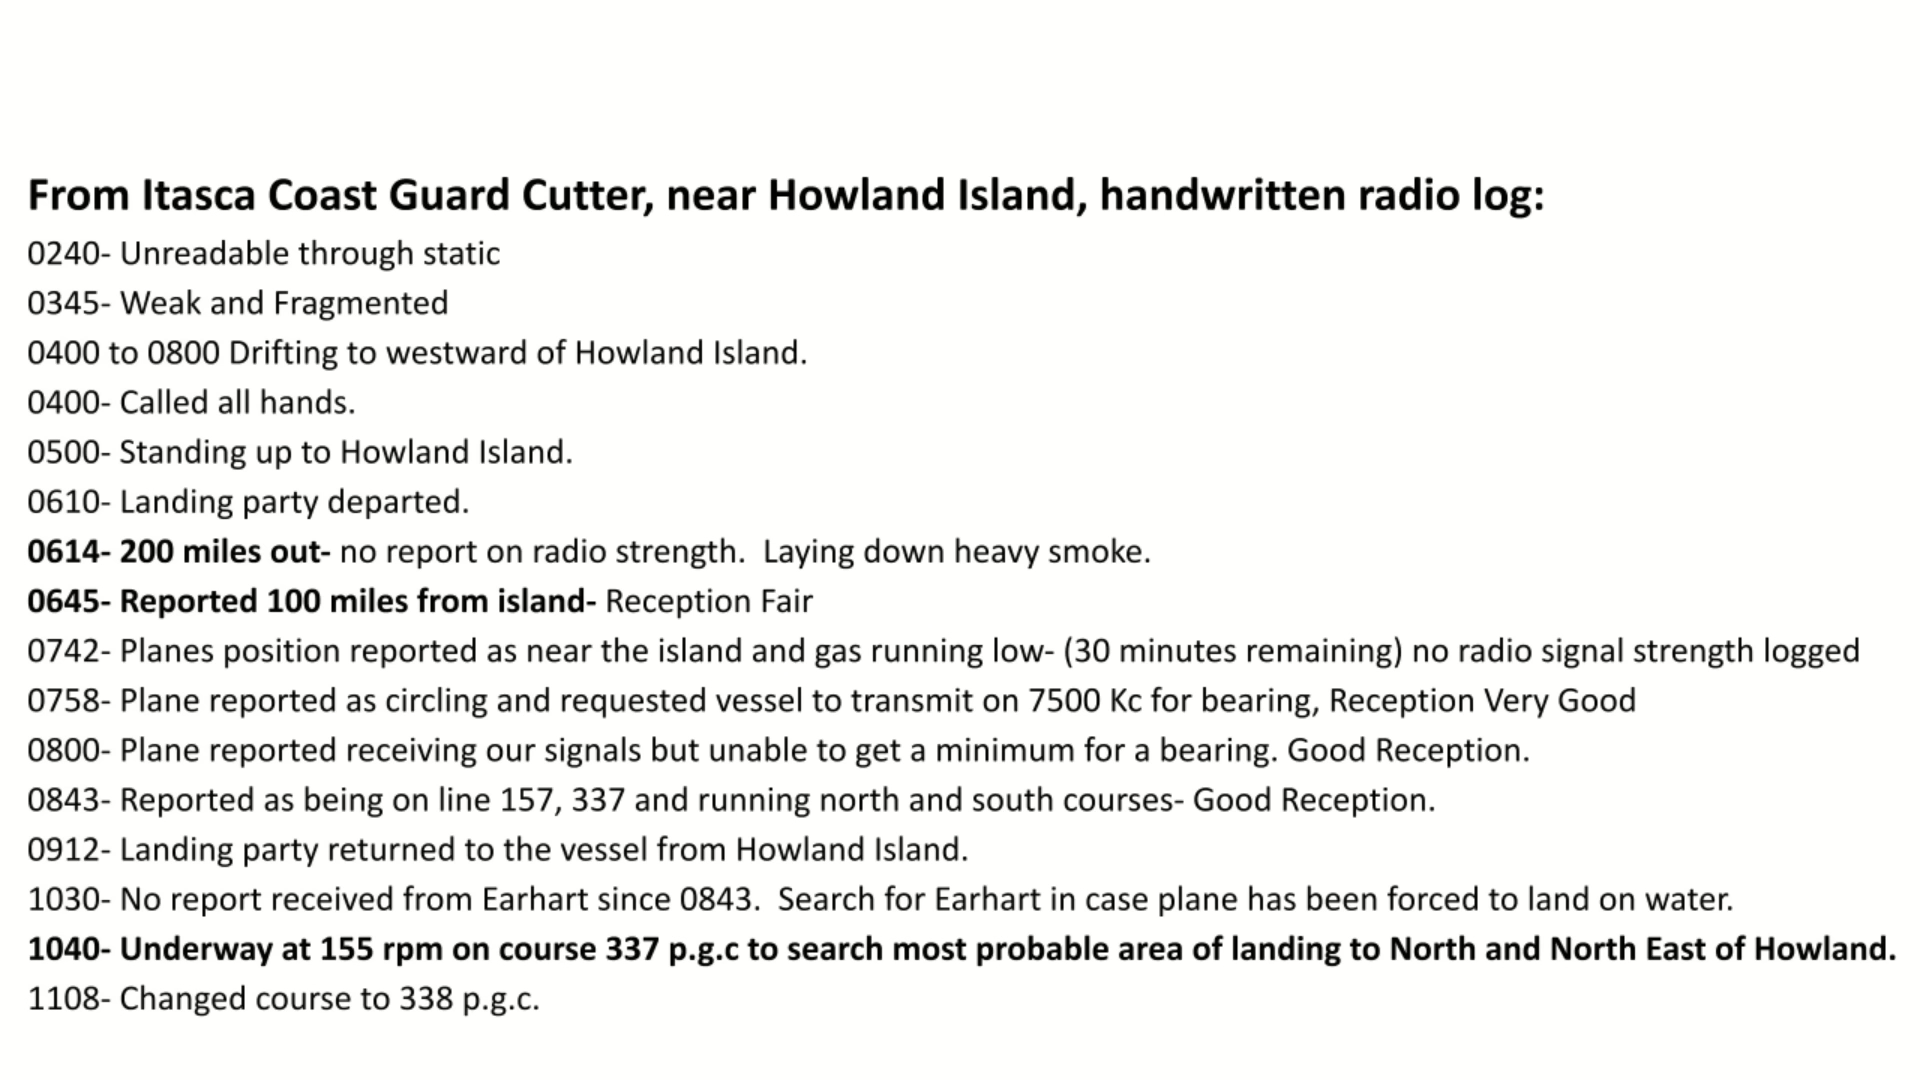 From Itasca Coast Guard Cutter, near Howland Island, handwritten radio log:
0240- Unreadable through static
0345- Weak and Fragmented
0400 to 0800 Drifting to westward of Howland Island.
0400- Called all hands.
0500- Standing up to Howland Island.
0610- Landing party departed.
0614- 200 miles out- no report on radio strength.  Laying down heavy smoke.
0645- Reported 100 miles from island- Reception Fair
0742- Planes position reported as near the island and gas running low- (30 minutes remaining) no radio signal strength logged
0758- Plane reported as circling and requested vessel to transmit on 7500 Kc for bearing, Reception Very Good
0800- Plane reported receiving our signals but unable to get a minimum for a bearing. Good Reception.
0843- Reported as being on line 157, 337 and running north and south courses- Good Reception.
0912- Landing party returned to the vessel from Howland Island.
1030- No report received from Earhart since 0843.  Search for Earhart in case plane has been forced to land on water.
1040- Underway at 155 rpm on course 337 p.g.c to search most probable area of landing to North and North East of Howland.
1108- Changed course to 338 p.g.c.